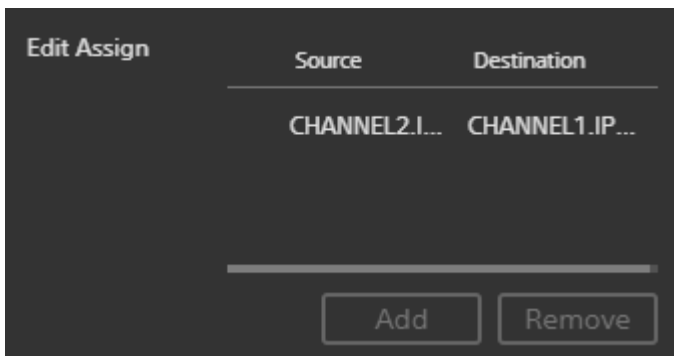 Edit Assign
Source Destination
CHANNEL2.I... CHANNEL1.IP...
Add Remove